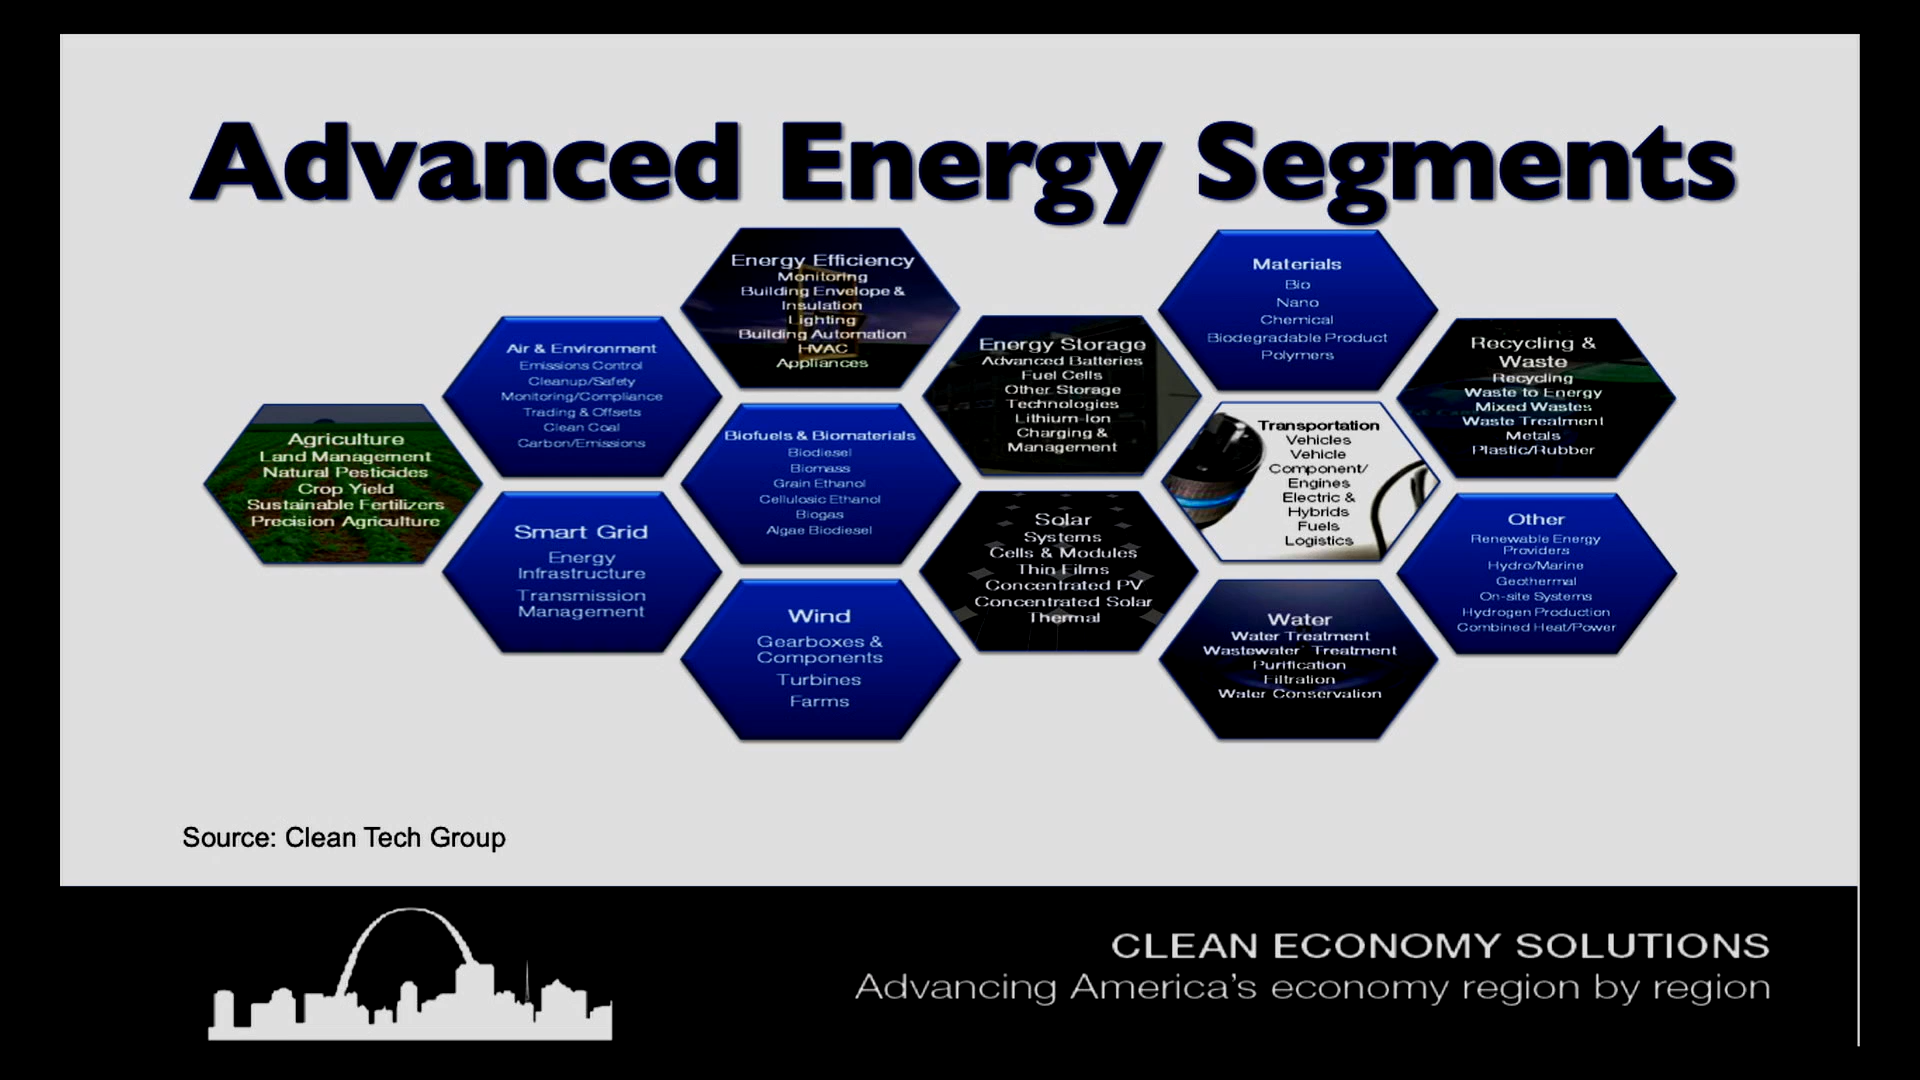 Advanced Energy Segments
Agriculture
Land Management
Natural Pesticides
Crop Yield
Sustainable Fertilizers
Precision Agriculture
Air & Environment
Emissions Control
Cleanup/Safety
Monitoring/Compliance
Trading & Offsets
Clean Coal
Carbon/Emissions
Smart Grid
Energy
Infrastructure
Transmission
Management
Energy Efficiency
Monitoring
Building Envelope &
Insulation
Lighting
Building Automation
HVAC
Appliances
Biofuels & Biomaterials
Biodiesel
Biomass
Grain Ethanol
Cellulosic Ethanol
Biogas
Algae Biodiesel
Wind
Gearboxes &
Components
Turbines
Farms
Energy Storage
Advanced Batteries
Fuel Cells
Other Storage
Technologies
Lithium-Ion
Charging &
Management
Solar
Systems
Cells & Modules
Thin Films
Concentrated PV
Concentrated Solar
Thermal
Materials
Bio
Nano
Chemical
Biodegradable Product
Polymers
Transportation
Vehicles
Vehicle
Component/
Engines
Electric &
Hybrids
Fuels
Logistics
Water
Water Treatment
Wastewater Treatment
Purification
Filtration
Water Conservation
Recycling &
Waste
Recycling
Waste to Energy
Mixed Wastes
Waste Treatment
Metals
Plastic/Rubber
Other
Renewable Energy
Providers
Hydro/Marine
Geothermal
On-site Systems
Hydrogen Production
Combined Heat/Power
Source: Clean Tech Group
CLEAN ECONOMY SOLUTIONS
Advancing America's economy region by region